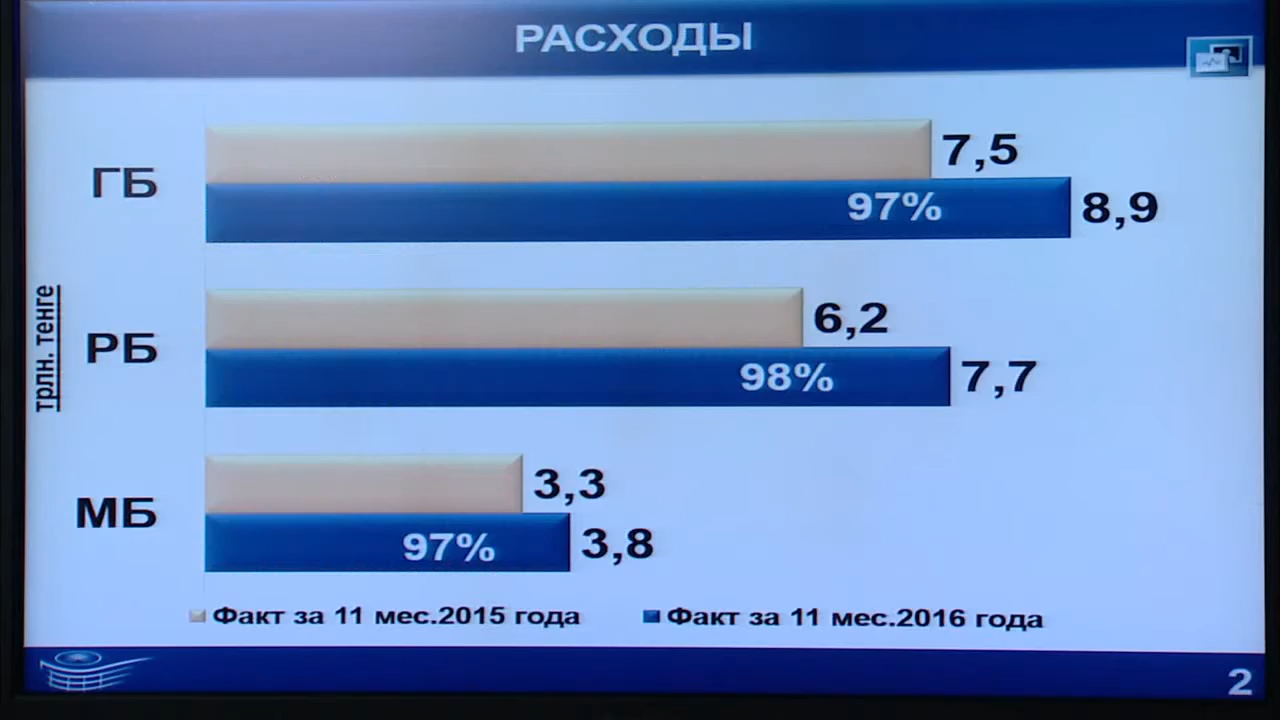 РАСХОДЫ
ГБ
7,5
97%
8,9
трлн. тенге
РБ
6,2
98%
7,7
МБ
3,3
97%
3,8
Факт за 11 мес.2015 года
Факт за 11 мес.2016 года
2